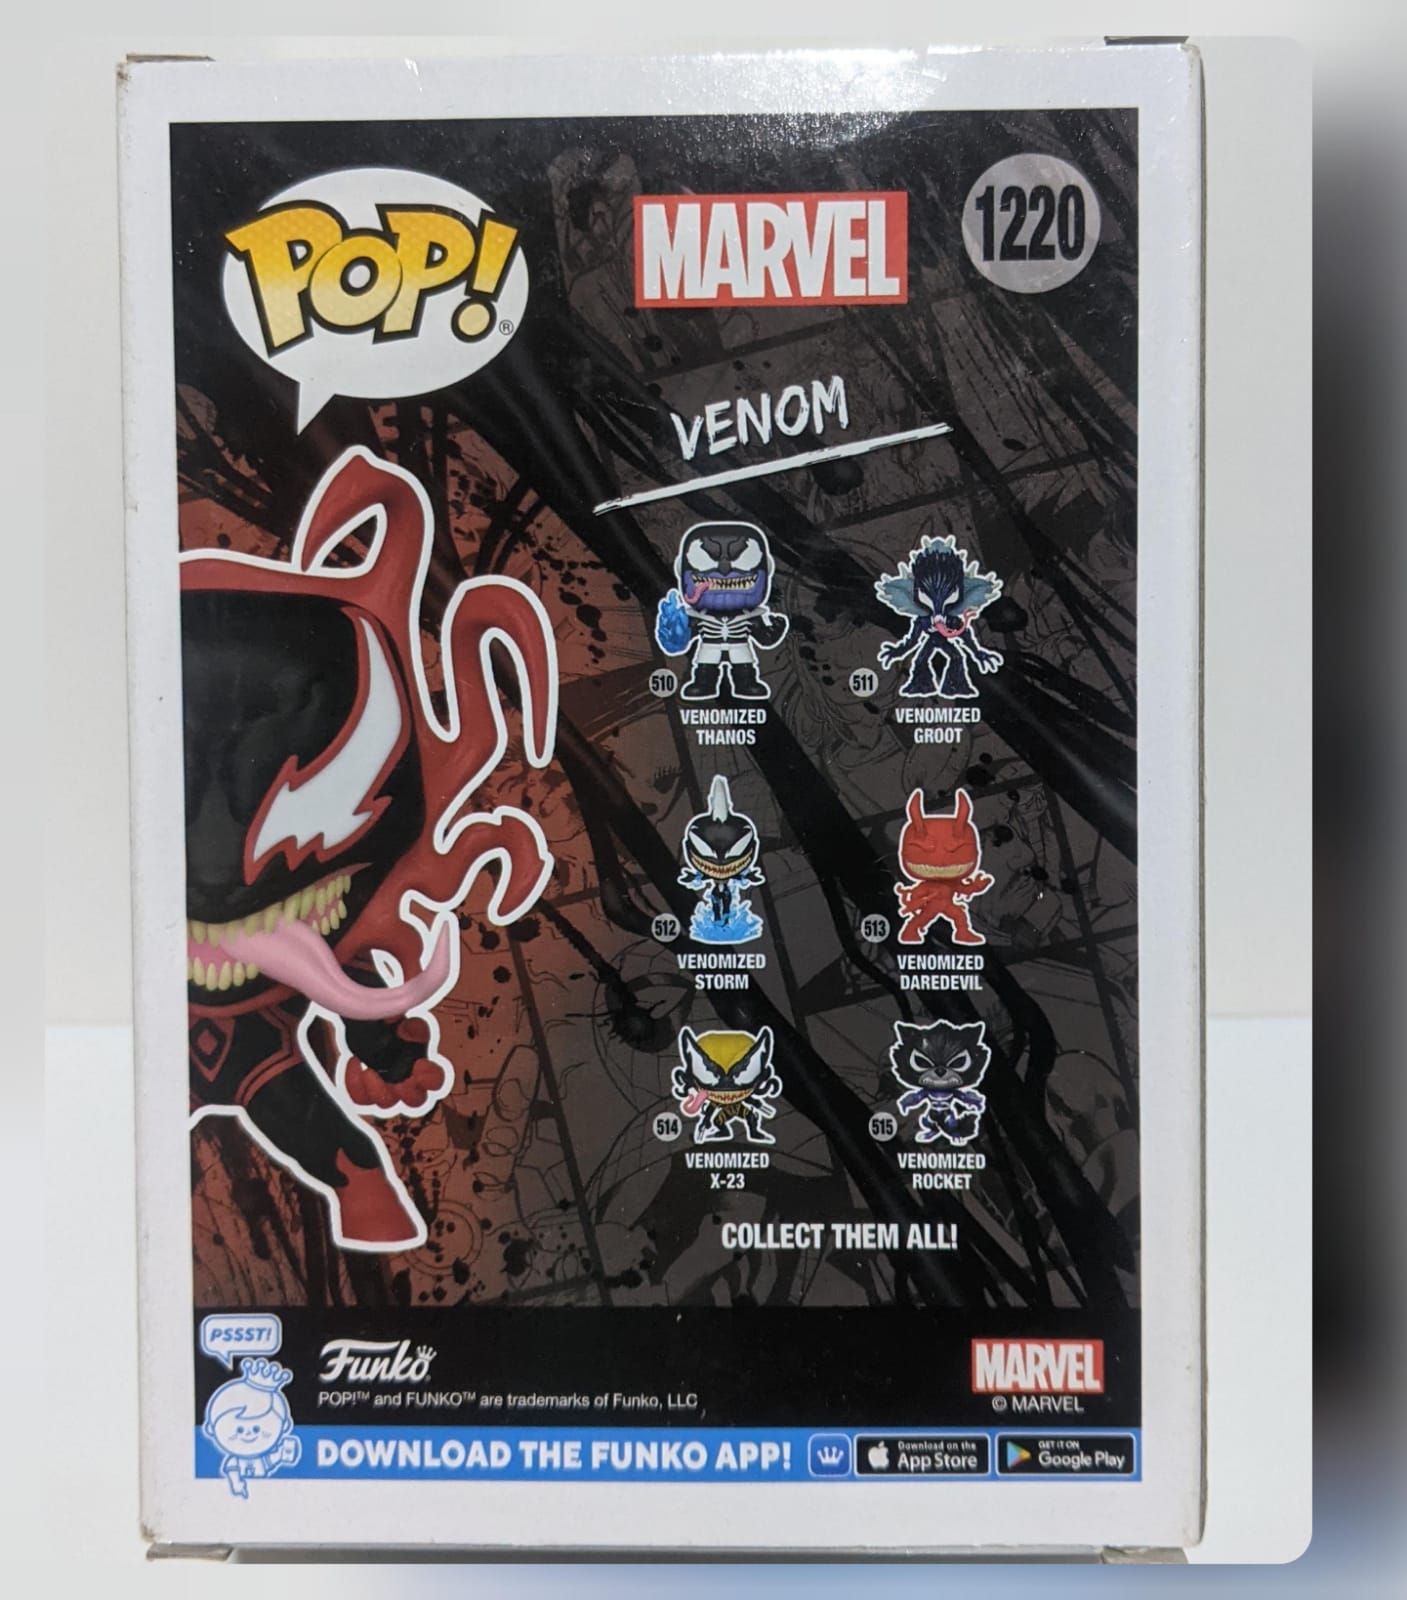 POP!®
MARVEL
1220
VENOM
510
VENOMIZED
THANOS
511
VENOMIZED
GROOT
512
VENOMIZED
STORM
513
VENOMIZED
DAREDEVIL
514
VENOMIZED
X-23
515
VENOMIZED
ROCKET
COLLECT THEM ALL!
PSSST!
Funko
POP!™ and FUNKO™ are trademarks of Funko, LLC
MARVEL
© MARVEL
DOWNLOAD THE FUNKO APP!
Download on the
App Store
GET IT ON
Google Play